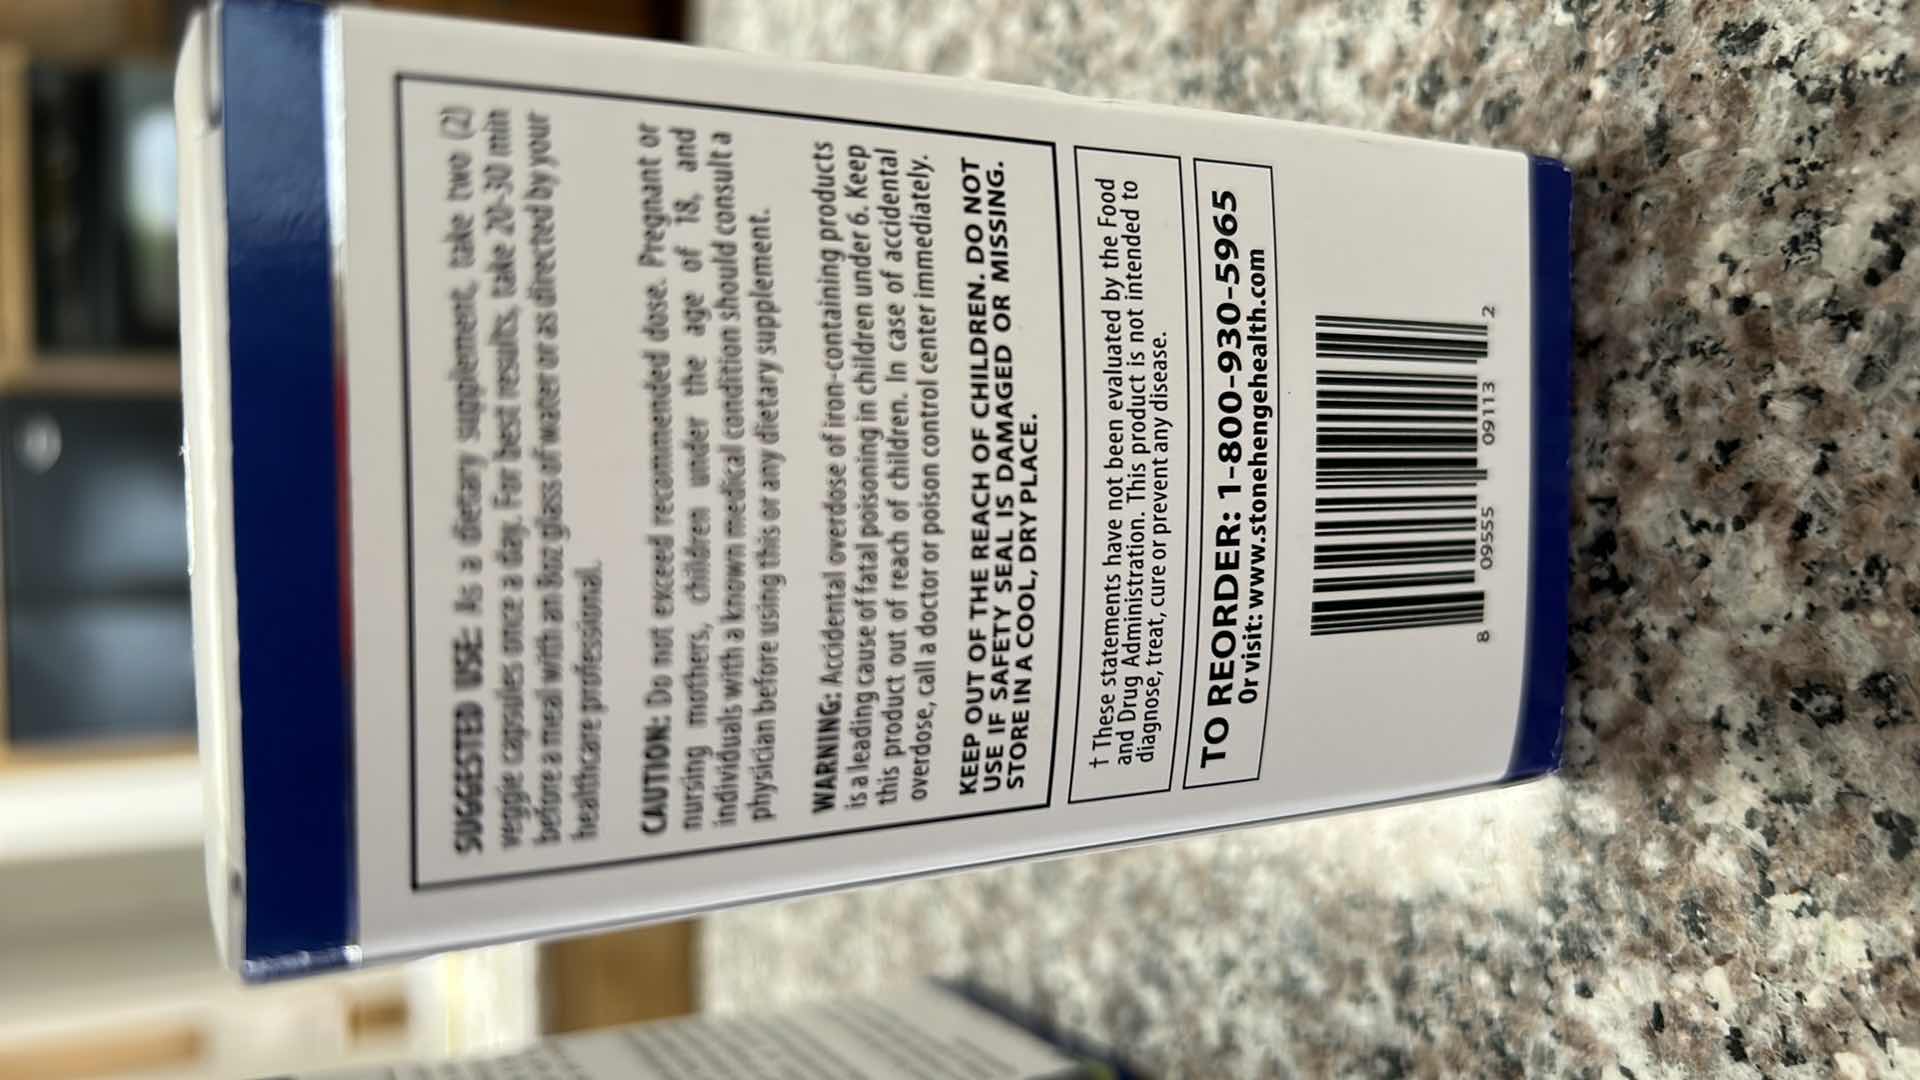 SUGGESTED USE: As a dietary supplement, take two (2)
veggie capsules once a day. For best results, take 20-30 min
before a meal with an 8oz glass of water or as directed by your
healthcare professional.
CAUTION: Do not exceed recommended dose. Pregnant or
nursing mothers, children under the age of 18, and
individuals with a known medical condition should consult a
physician before using this or any dietary supplement.
WARNING: Accidental overdose of iron-containing products
is a leading cause of fatal poisoning in children under 6. Keep
this product out of reach of children. In case of accidental
overdose, call a doctor or poison control center immediately.
KEEP OUT OF THE REACH OF CHILDREN. DO NOT
USE IF SAFETY SEAL IS DAMAGED OR MISSING.
STORE IN A COOL, DRY PLACE.
† These statements have not been evaluated by the Food
and Drug Administration. This product is not intended to
diagnose, treat, cure or prevent any disease.
TO REORDER: 1-800-930-5965
Or visit: www.stonehengehealth.com
8 09555 09113 2